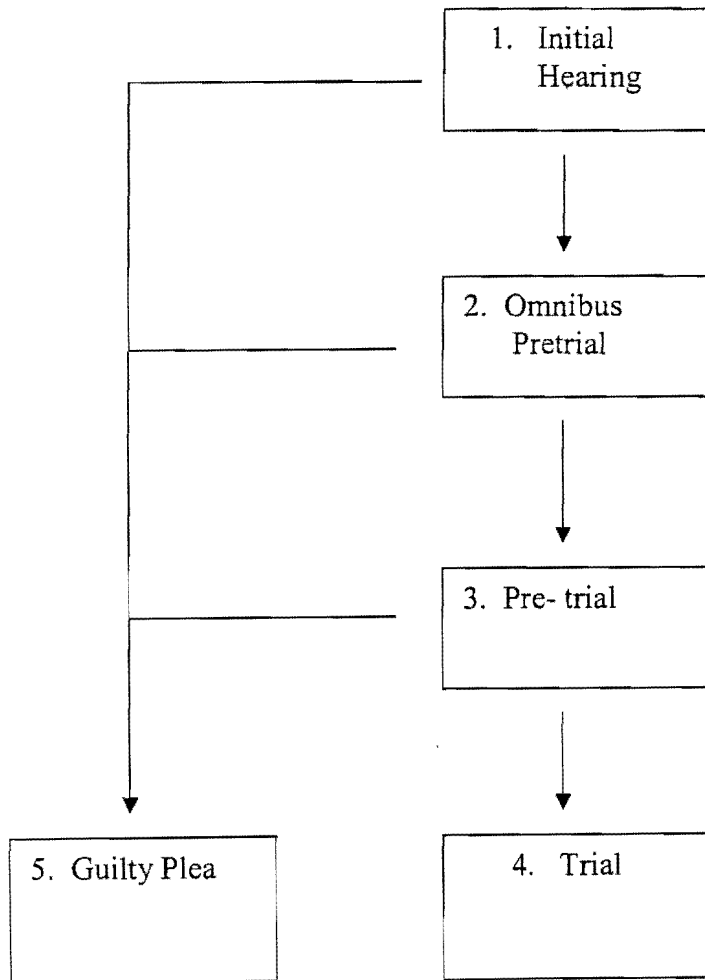 1. Initial
Hearing
2. Omnibus
Pretrial
3. Pre- trial
5. Guilty Plea
4. Trial